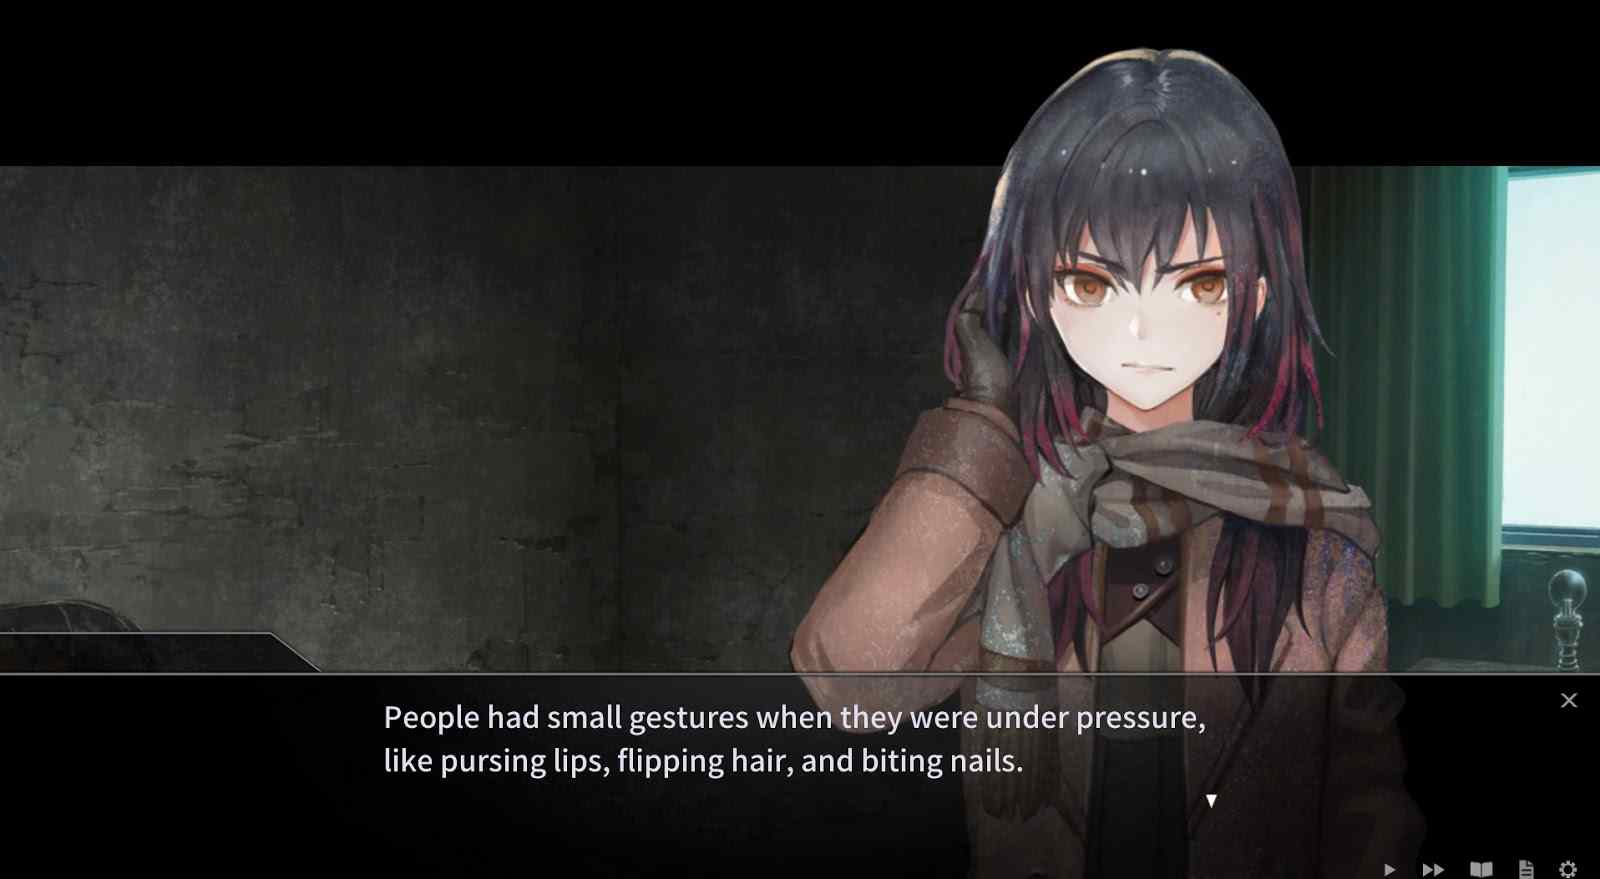 People had small gestures when they were under pressure,
like pursing lips, flipping hair, and biting nails.